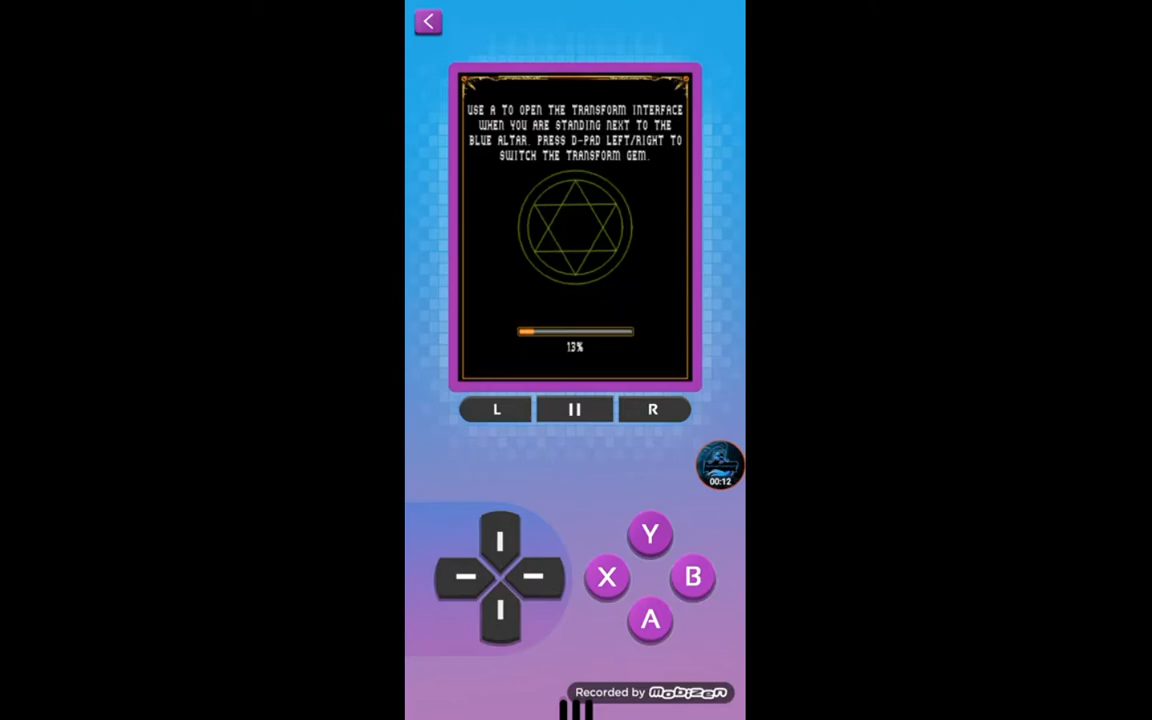 USE A TO OPEN THE TRANSFORM INTERFACE
WHEN YOU ARE STANDING NEXT TO THE
BLUE ALTAR. PRESS D-PAD LEFT/RIGHT TO
SWITCH THE TRANSFORM GEM.
13%
L
R
00:12
Y
X
B
A
Recorded by mobizen